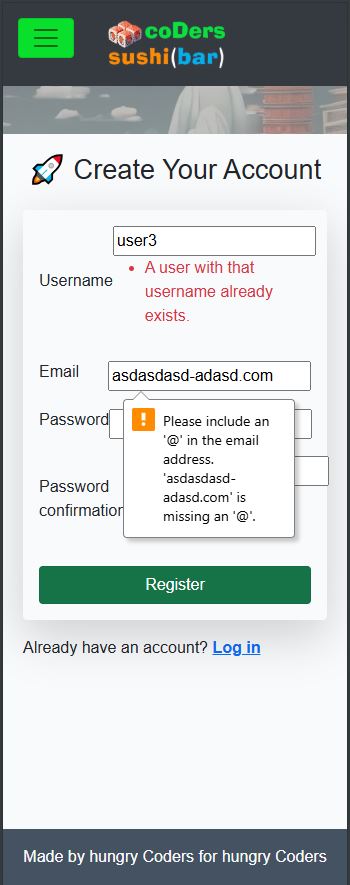 coDers
sushi(bar)
🚀 Create Your Account
user3
Username
• A user with that
username already
exists.
Email
asdasdasd-adasd.com
Password
! Please include an
'@' in the email
address.
'asdasdasd-
adasd.com' is
missing an '@'.
Password
confirmation
Register
Already have an account? Log in
Made by hungry Coders for hungry Coders